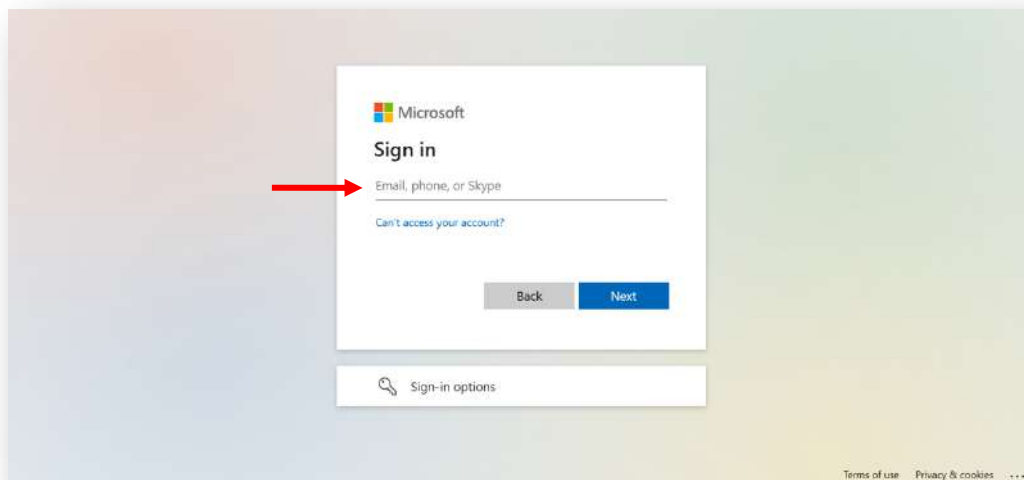 Microsoft
Sign in
Email, phone, or Skype
Can't access your account?
Back Next
Sign-in options
Terms of use Privacy & cookies ...